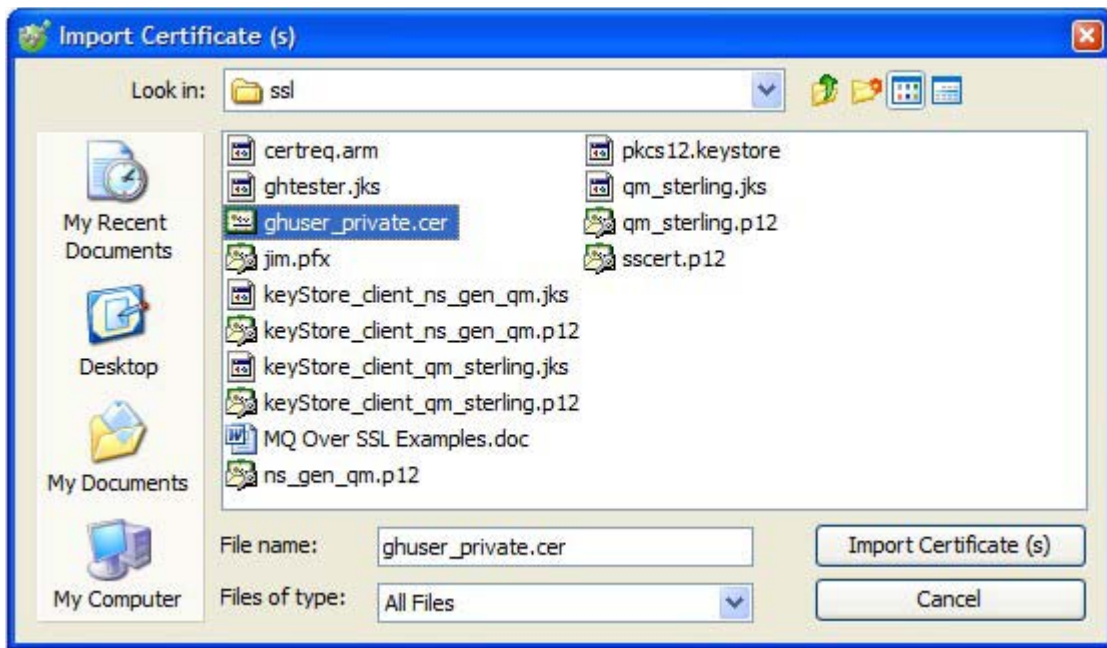 Import Certific​ate (s)
Look in:
ssl
My Recent
Documents
Desktop
My Documents
My Computer
certreq.arm
ghtester.jks
ghuser_private.cer
jim.pfx
keyStore_client_ns_gen_qm.jks
keyStore_client_ns_gen_qm.p12
keyStore_client_qm_sterling.jks
keyStore_client_qm_sterling.p12
MQ Over SSL Examples.doc
ns_gen_qm.p12
pkcs12.keystore
qm_sterling.jks
qm_sterling.p12
sscert.p12
File name:
ghuser_private.cer
Import Certificate (s)
Files of type:
All Files
Cancel